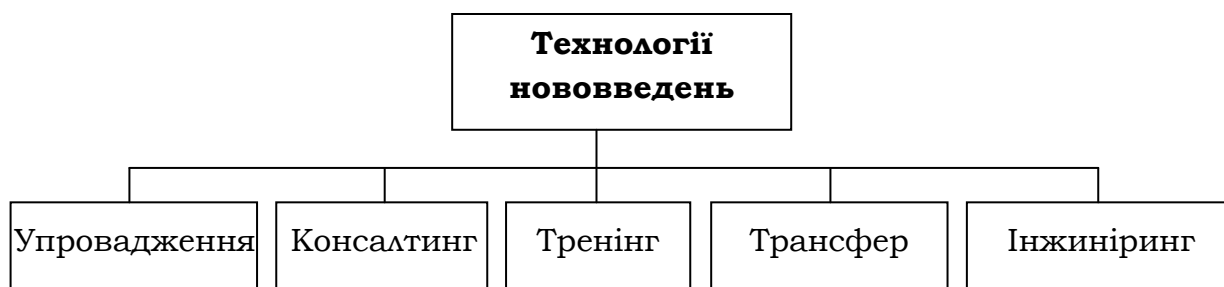 Технології
нововведень
Упровадження
Консалтинг
Тренінг
Трансфер
Інжиніринг